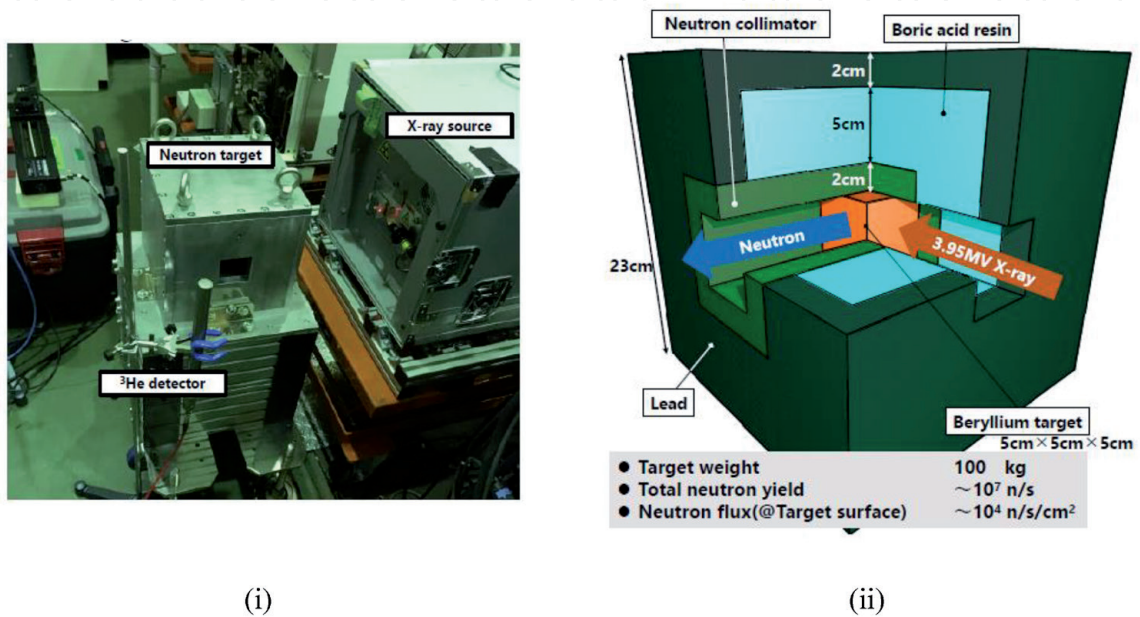 Neutron target
X-ray source
³He detector
(i)
Neutron collimator
Boric acid resin
2cm
5cm
2cm
Neutron
3.95MV X-ray
23cm
Lead
Beryllium target
5cm×5cm×5cm
● Target weight 100 kg
● Total neutron yield ～10⁷ n/s
● Neutron flux(@Target surface) ～10⁴ n/s/cm²
(ii)